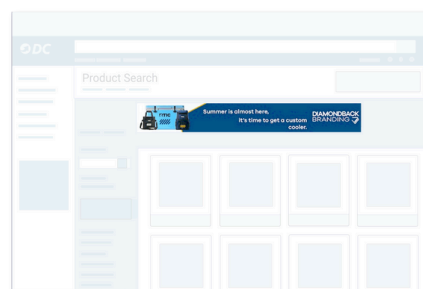 DC
Product Search
Summer is almost here,
It's time to get a custom
cooler.
DIAMONDBACK
BRANDING